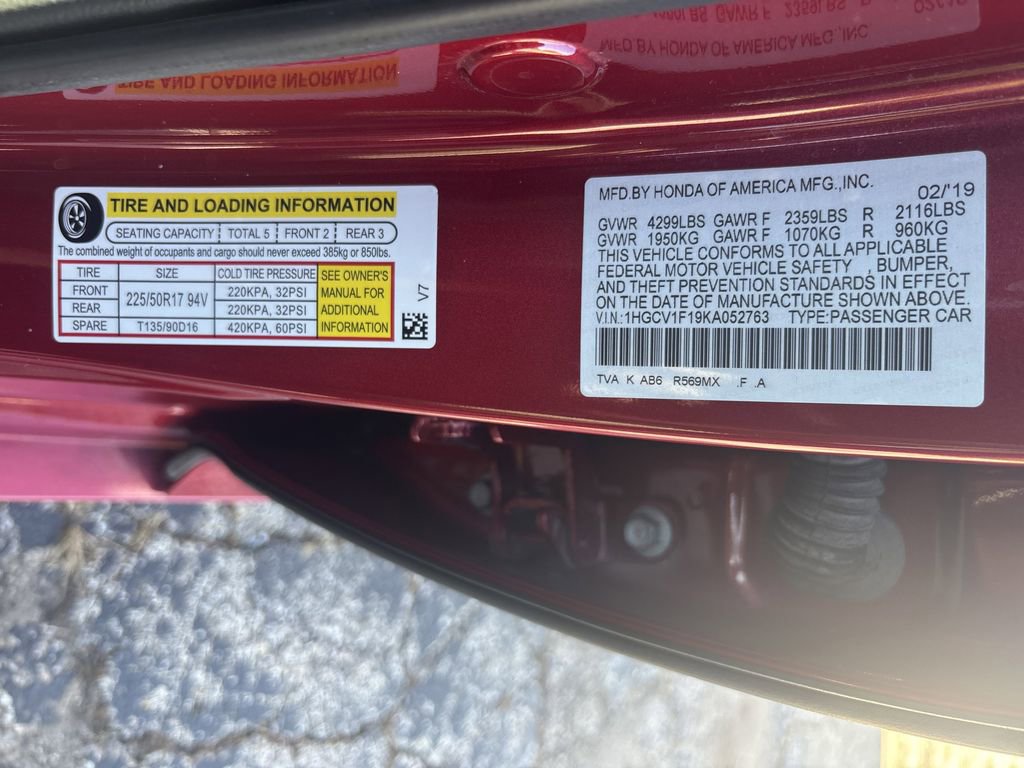 TIRE AND LOADING INFORMATION
SEATING CAPACITY TOTAL 5 FRONT 2 REAR 3
The combined weight of occupants and cargo should never exceed 385kg or 850lbs.
TIRE SIZE COLD TIRE PRESSURE SEE OWNER'S MANUAL FOR ADDITIONAL INFORMATION
FRONT 225/50R17 94V 220KPA, 32PSI
REAR 220KPA, 32PSI
SPARE T135/90D16 420KPA, 60PSI
V7
MFD.BY HONDA OF AMERICA MFG.,INC. 02/'19
GVWR 4299LBS GAWR F 2359LBS R 2116LBS
GVWR 1950KG GAWR F 1070KG R 960KG
THIS VEHICLE CONFORMS TO ALL APPLICABLE
FEDERAL MOTOR VEHICLE SAFETY , BUMPER,
AND THEFT PREVENTION STANDARDS IN EFFECT
ON THE DATE OF MANUFACTURE SHOWN ABOVE.
V.I.N.:1HGCV1F19KA052763 TYPE:PASSENGER CAR
TVA K AB6 R569MX .F .A